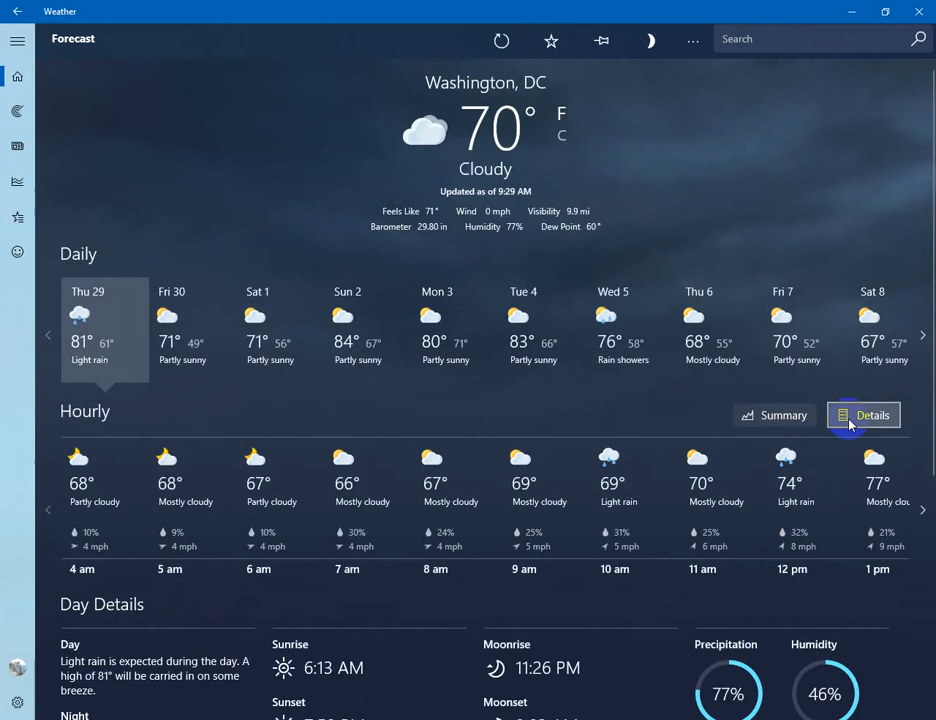 Weather
Forecast
Search
Washington, DC
70° F
C
Cloudy
Updated as of 9:29 AM
Feels Like 71° Wind 0 mph Visibility 9.9 mi
Barometer 29.80 in Humidity 77% Dew Point 60°
Daily
Thu 29 Fri 30 Sat 1 Sun 2 Mon 3 Tue 4 Wed 5 Thu 6 Fri 7 Sat 8
81° 61° 71° 49° 71° 56° 84° 67° 80° 71° 83° 66° 76° 58° 68° 55° 70° 52° 67° 57°
Light rain Partly sunny Partly sunny Partly sunny Partly sunny Partly sunny Rain showers Mostly cloudy Partly sunny Partly sunny
Hourly Summary Details
68° 68° 67° 66° 67° 69° 69° 70° 74° 77°
Partly cloudy Mostly cloudy Partly cloudy Mostly cloudy Mostly cloudy Mostly cloudy Light rain Mostly cloudy Light rain Mostly clou
10% 9% 10% 30% 24% 25% 31% 25% 32% 21%
4 mph 4 mph 4 mph 4 mph 4 mph 5 mph 5 mph 6 mph 8 mph 9 mph
4 am 5 am 6 am 7 am 8 am 9 am 10 am 11 am 12 pm 1 pm
Day Details
Day Sunrise Moonrise Precipitation Humidity
Light rain is expected during the day. A
high of 81° will be carried in on some
breeze.
6:13 AM 11:26 PM 77% 46%
Night Sunset Moonset